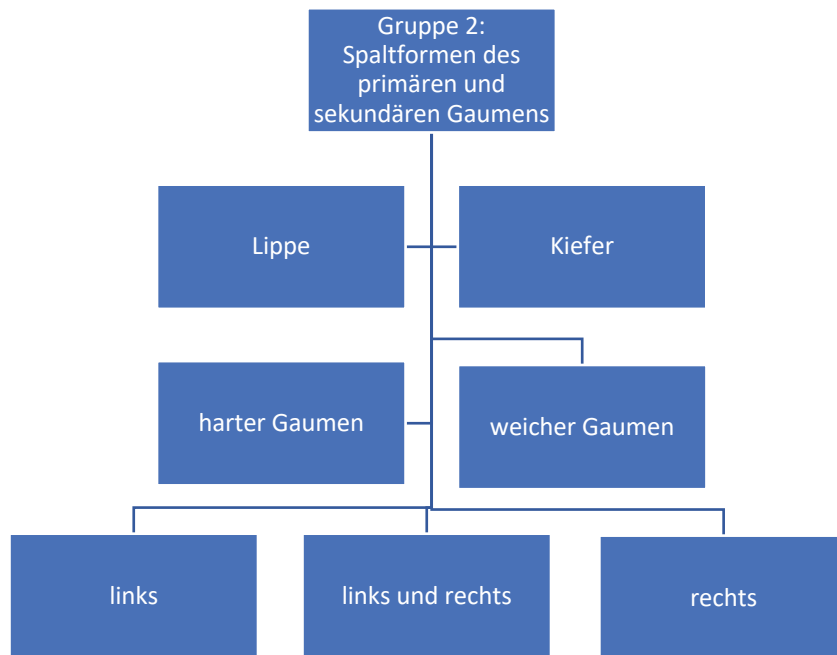 Gruppe 2:
Spaltformen des
primären und
sekundären Gaumens
Lippe
Kiefer
harter Gaumen
weicher Gaumen
links
links und rechts
rechts